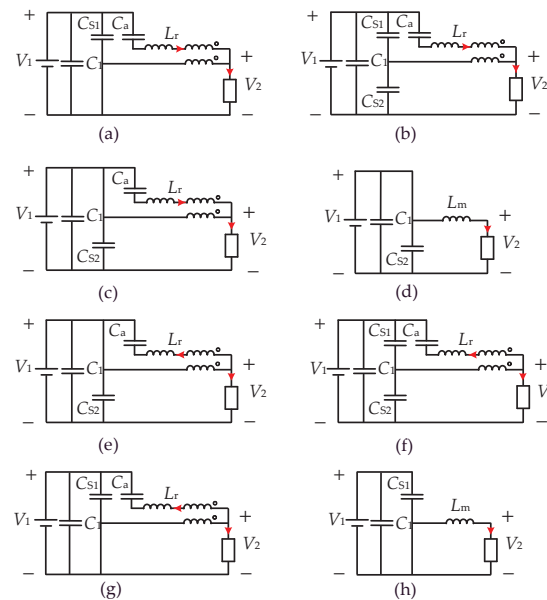 + CS1 Ca Lr +
V1 C1 V2
− −
(a)
+ CS1 Ca Lr +
V1 C1 V2
CS2
− −
(b)
+ Ca Lr +
V1 C1 V2
CS2
− −
(c)
+ Lm +
V1 C1 V2
CS2
− −
(d)
+ Ca Lr +
V1 C1 V2
CS2
− −
(e)
+ CS1 Ca Lr +
V1 C1 V
CS2
− −
(f)
+ CS1 Ca Lr +
V1 C1 V2
− −
(g)
+ CS1 Lm +
V1 C1 V2
− −
(h)